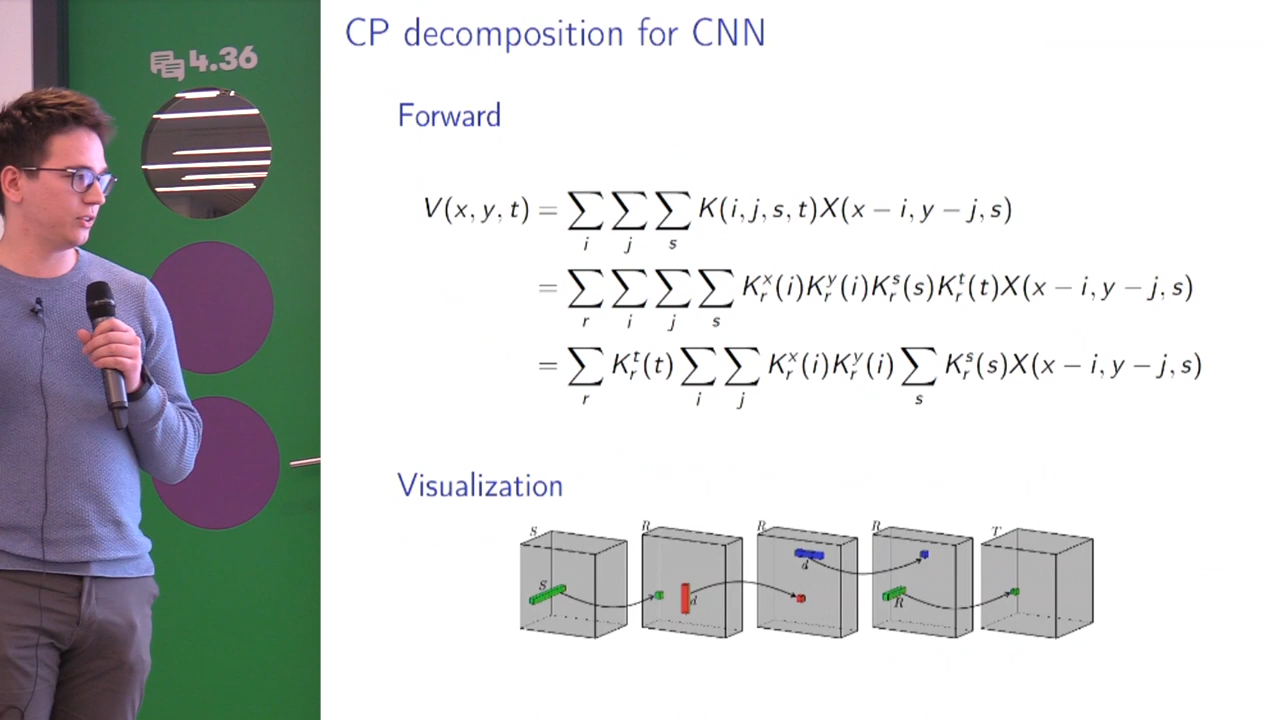 4.36
CP decomposition for CNN
Forward
V(x, y, t) = ∑_i ∑_j ∑_s K(i, j, s, t)X(x − i, y − j, s)
= ∑_r ∑_i ∑_j ∑_s K_r^x(i)K_r^y(i)K_r^s(s)K_r^t(t)X(x − i, y − j, s)
= ∑_r K_r^t(t) ∑_i ∑_j K_r^x(i)K_r^y(i) ∑_s K_r^s(s)X(x − i, y − j, s)
Visualization
S R R R T
S d d R